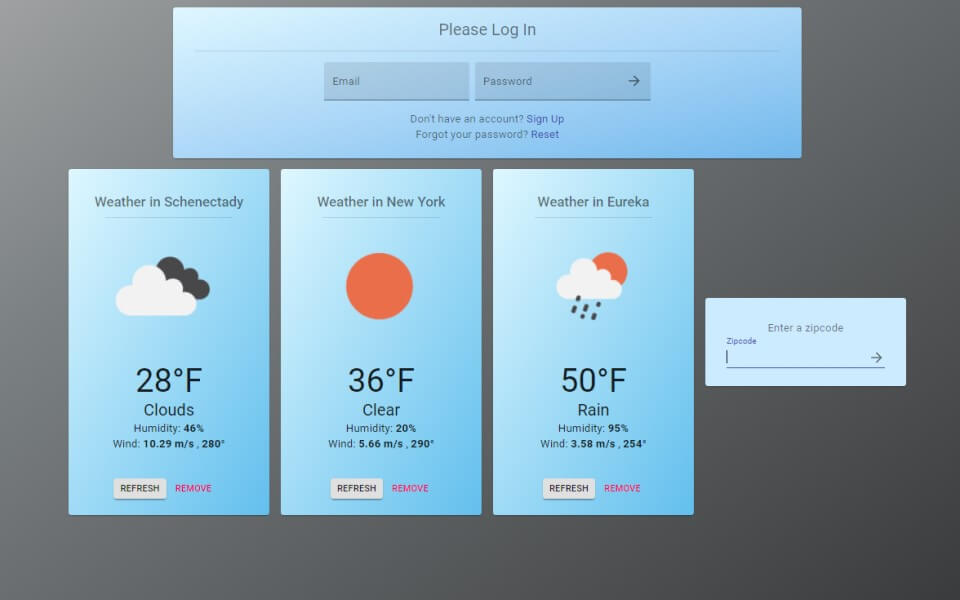 Please Log In
Email
Password
Don't have an account? Sign Up
Forgot your password? Reset
Weather in Schenectady
28°F
Clouds
Humidity: 46%
Wind: 10.29 m/s , 280°
REFRESH REMOVE
Weather in New York
36°F
Clear
Humidity: 20%
Wind: 5.66 m/s , 290°
REFRESH REMOVE
Weather in Eureka
50°F
Rain
Humidity: 95%
Wind: 3.58 m/s , 254°
REFRESH REMOVE
Enter a zipcode
Zipcode